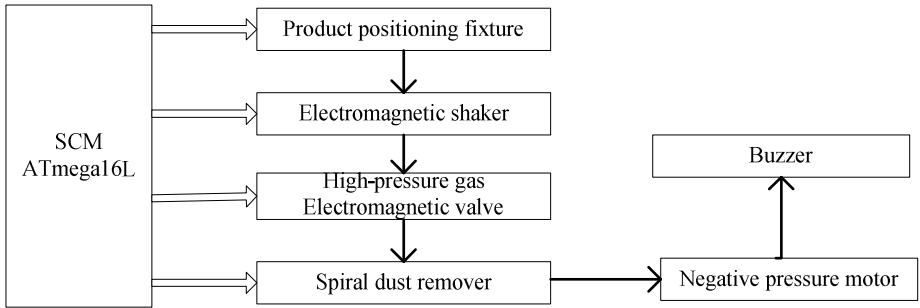 SCM
ATmega16L
Product positioning fixture
Electromagnetic shaker
High-pressure gas
Electromagnetic valve
Spiral dust remover
Buzzer
Negative pressure motor